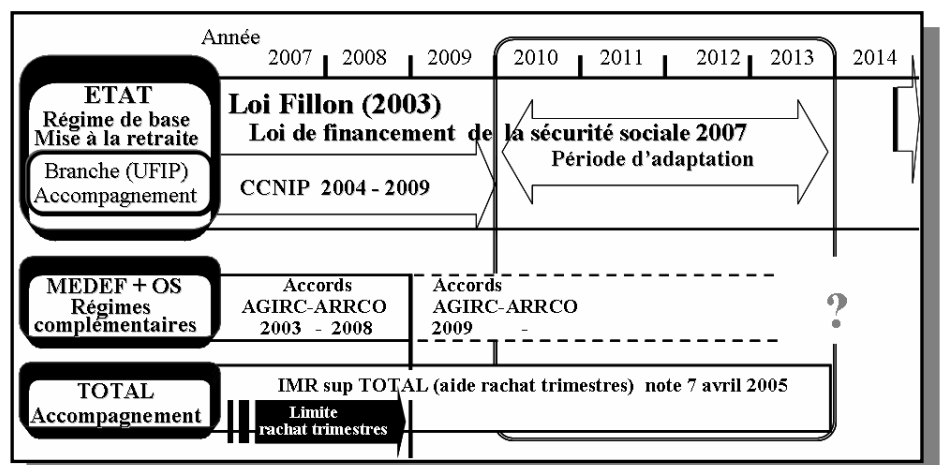 Année
2007 2008 2009 2010 2011 2012 2013 2014
ETAT
Régime de base
Mise à la retraite
Branche (UFIP)
Accompagnement
Loi Fillon (2003)
Loi de financement de la sécurité sociale 2007
Période d'adaptation
CCNIP 2004 - 2009
MEDEF + OS
Régimes
complémentaires
Accords
AGIRC-ARRCO
2003 - 2008
Accords
AGIRC-ARRCO
2009 -
?
TOTAL
Accompagnement
IMR sup TOTAL (aide rachat trimestres) note 7 avril 2005
Limite
rachat trimestres